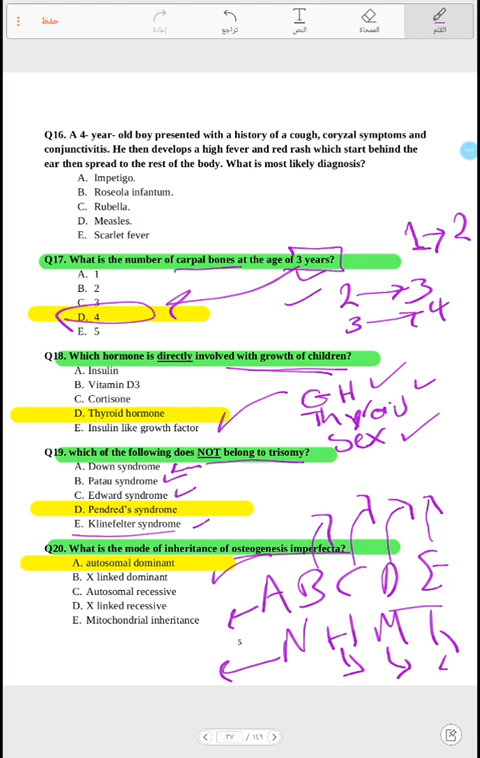 حفظ
إعادة
تراجع
النص
الممحاة
القلم
Q16. A 4- year- old boy presented with a history of a cough, coryzal symptoms and
conjunctivitis. He then develops a high fever and red rash which start behind the
ear then spread to the rest of the body. What is most likely diagnosis?
A. Impetigo.
B. Roseola infantum.
C. Rubella.
D. Measles.
E. Scarlet fever
1→2
Q17. What is the number of carpal bones at the age of 3 years?
A. 1
B. 2
C. 3
D. 4
E. 5
2→3
3→4
Q18. Which hormone is directly involved with growth of children?
A. Insulin
B. Vitamin D3
C. Cortisone
D. Thyroid hormone
E. Insulin like growth factor
GH
Thyroid
Sex
Q19. which of the following does NOT belong to trisomy?
A. Down syndrome
B. Patau syndrome
C. Edward syndrome
D. Pendred's syndrome
E. Klinefelter syndrome
Q20. What is the mode of inheritance of osteogenesis imperfecta?
A. autosomal dominant
B. X linked dominant
C. Autosomal recessive
D. X linked recessive
E. Mitochondrial inheritance
A B C D E
N H M
5
٣٧ / ١٤٩